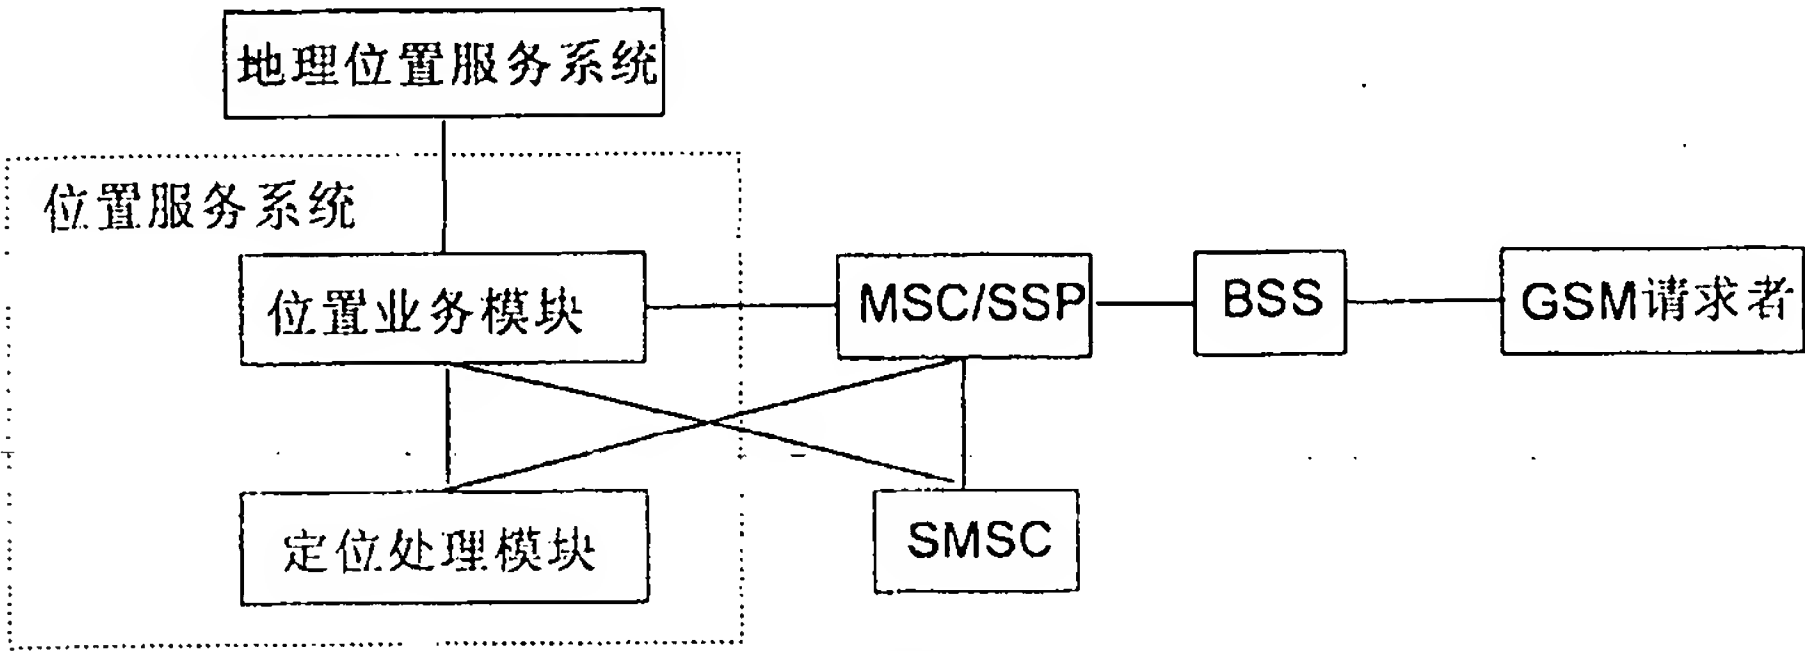 地理位置服务系统
位置服务系统
位置业务模块
MSC/SSP
BSS
GSM请求者
定位处理模块
SMSC